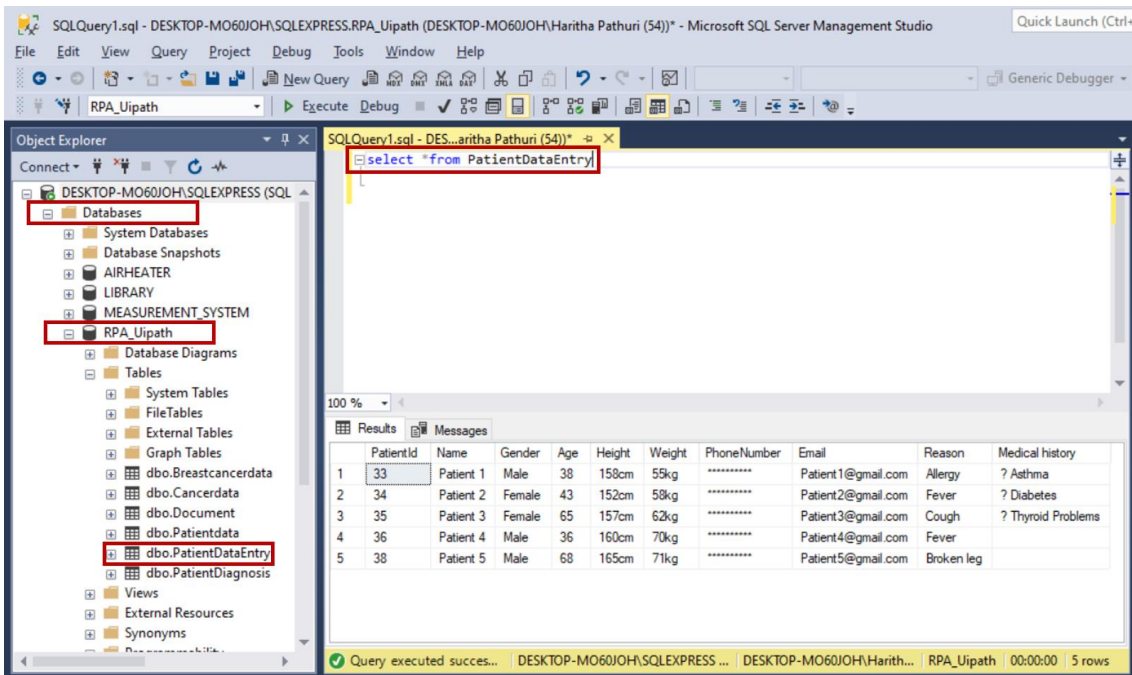 SQLQuery1.sql - DESKTOP-MO60JOH\SQLEXPRESS.RPA_Uipath (DESKTOP-MO60JOH\Haritha Pathuri (54))* - Microsoft SQL Server Management Studio
Quick Launch (Ctrl+
File Edit View Query Project Debug Tools Window Help
New Query
Generic Debugger
RPA_Uipath Execute Debug
Object Explorer
SQLQuery1.sql - DES...aritha Pathuri (54))*
Connect
select *from PatientDataEntry
DESKTOP-MO60JOH\SQLEXPRESS (SQL
Databases
System Databases
Database Snapshots
AIRHEATER
LIBRARY
MEASUREMENT_SYSTEM
RPA_Uipath
Database Diagrams
Tables
System Tables
FileTables
External Tables
Graph Tables
dbo.Breastcancerdata
dbo.Cancerdata
dbo.Document
dbo.Patientdata
dbo.PatientDataEntry
dbo.PatientDiagnosis
Views
External Resources
Synonyms
100 %
Results Messages
PatientId Name Gender Age Height Weight PhoneNumber Email Reason Medical history
1 33 Patient 1 Male 38 158cm 55kg ********** Patient1@gmail.com Allergy ? Asthma
2 34 Patient 2 Female 43 152cm 58kg ********** Patient2@gmail.com Fever ? Diabetes
3 35 Patient 3 Female 65 157cm 62kg ********** Patient3@gmail.com Cough ? Thyroid Problems
4 36 Patient 4 Male 36 160cm 70kg ********** Patient4@gmail.com Fever
5 38 Patient 5 Male 68 165cm 71kg ********** Patient5@gmail.com Broken leg
Query executed succes... DESKTOP-MO60JOH\SQLEXPRESS ... DESKTOP-MO60JOH\Harith... RPA_Uipath 00:00:00 5 rows